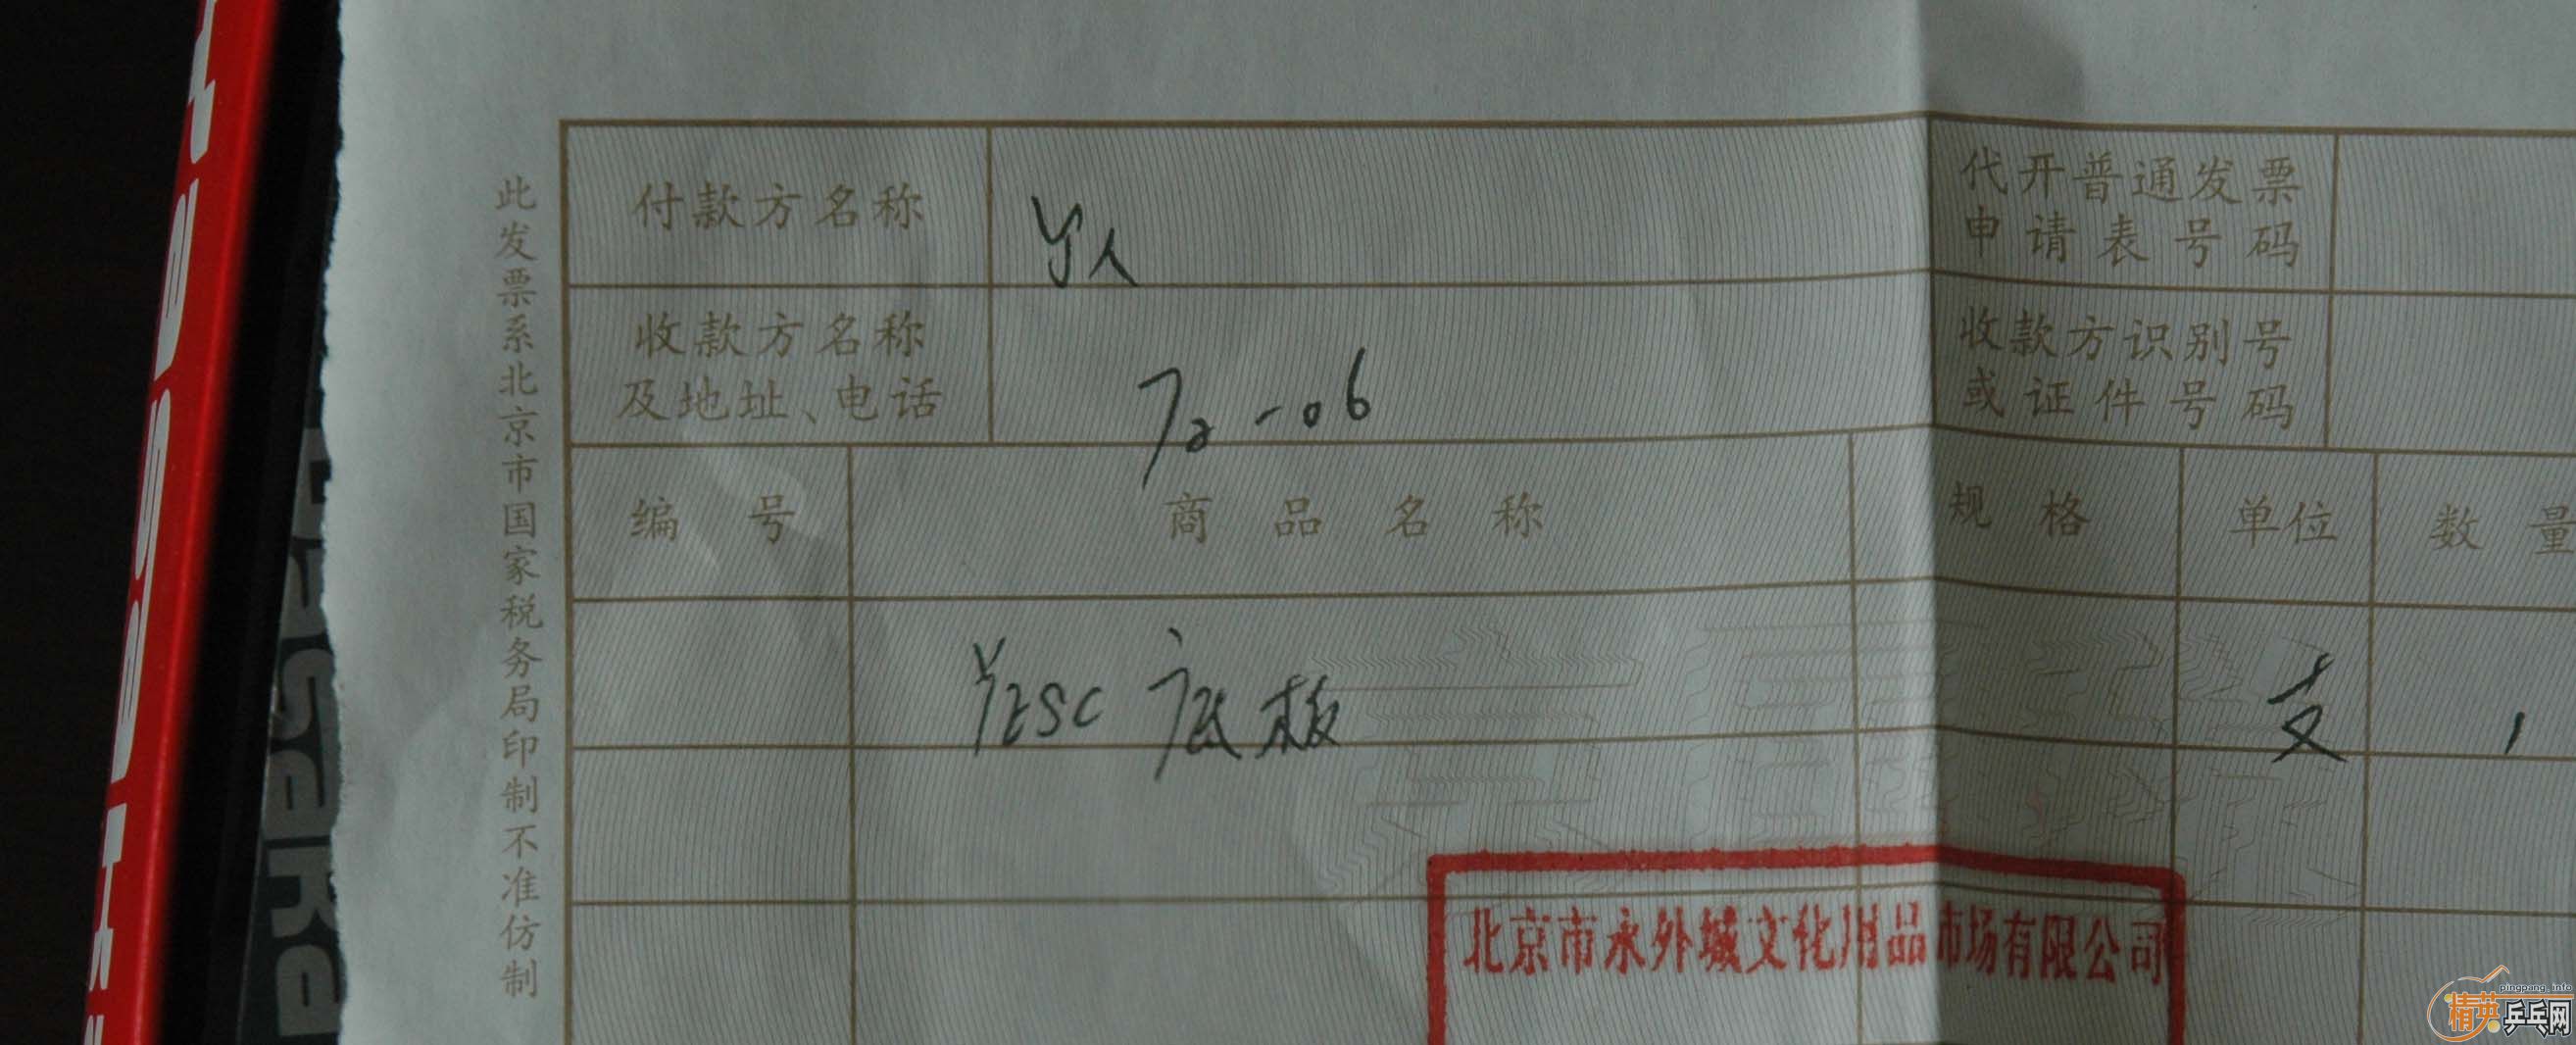 此发票系北京市国家税务局印制不准仿制
付款方名称
代开普通发票
申请表号码
收款方名称
及地址、电话
72-06
收款方识别号
或证件号码
编号 商品名称 规格 单位 数量
YESC 底板 支 1
北京市永外城文化用品市场有限公司
pingpang.info
精英乒乓网